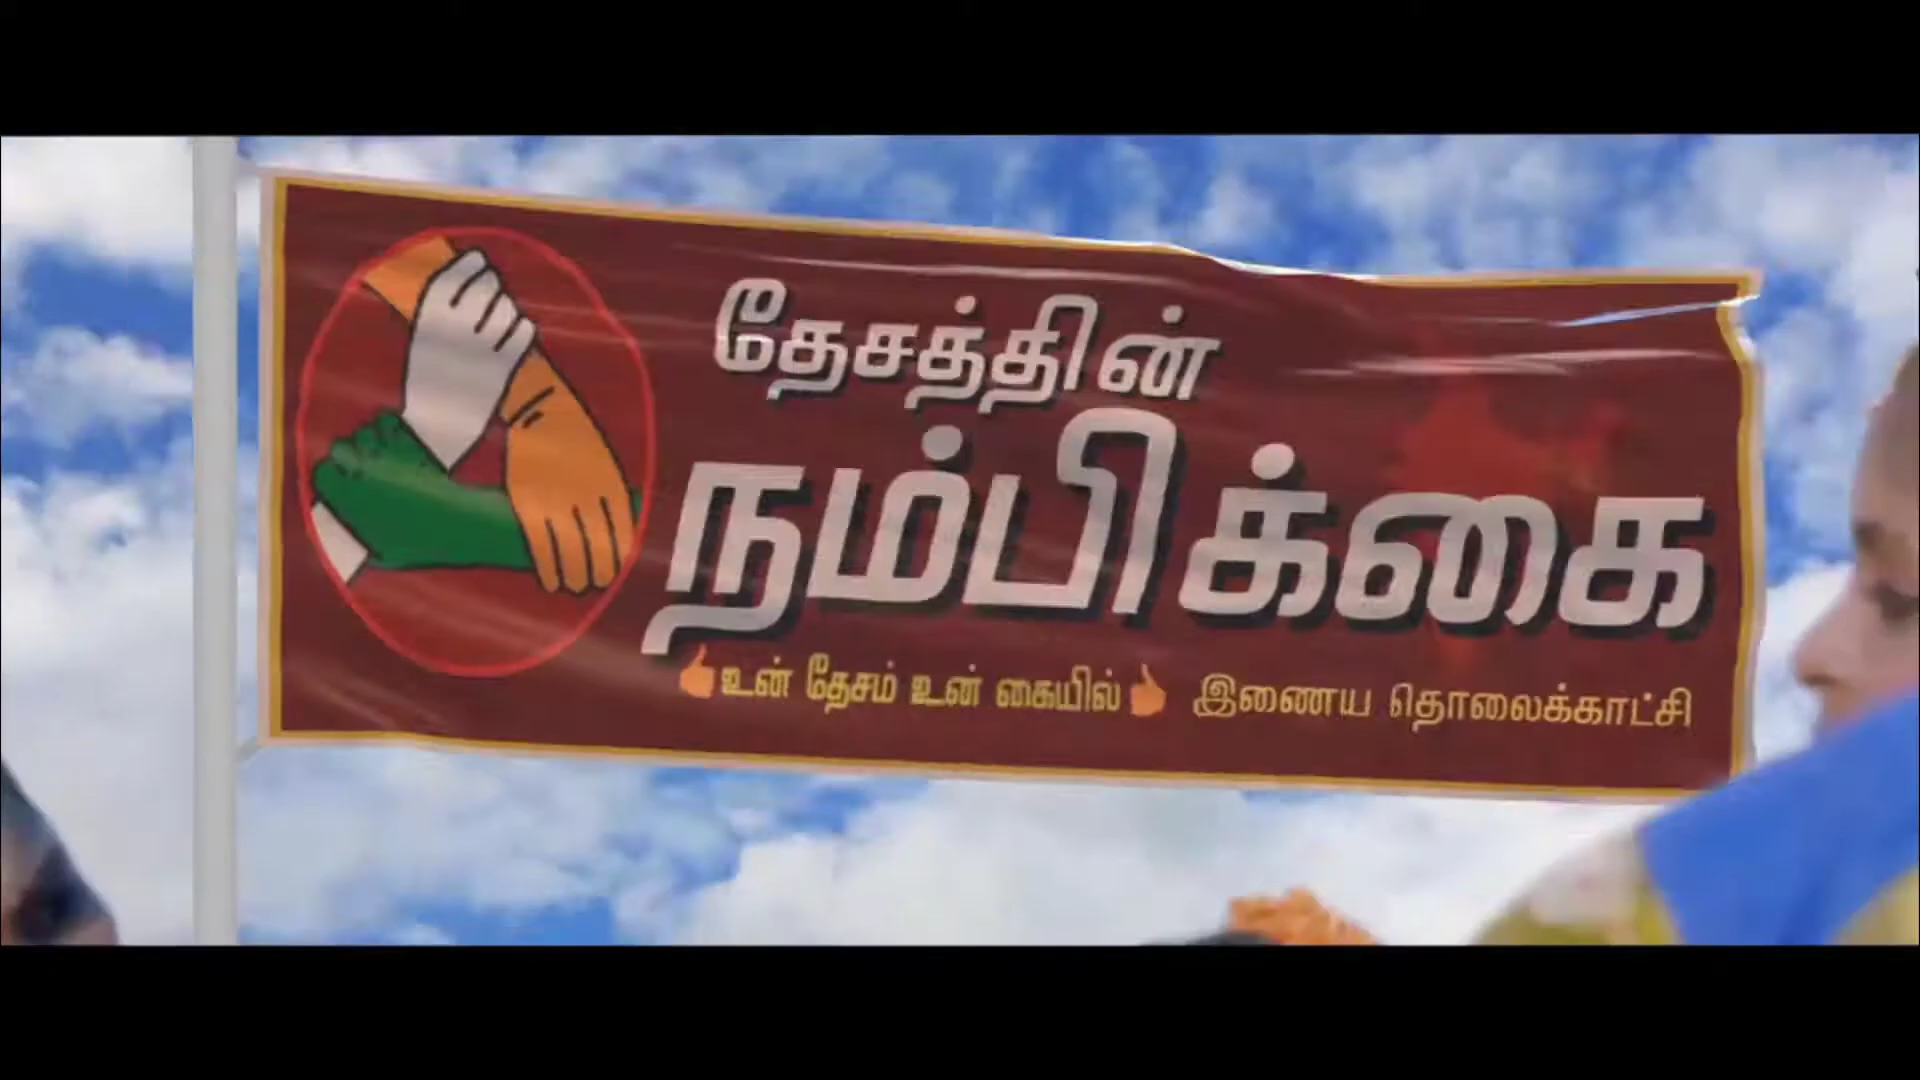 தேசத்தின்
நம்பிக்கை
உன் தேசம் உன் கையில் இணைய தொலைக்காட்சி